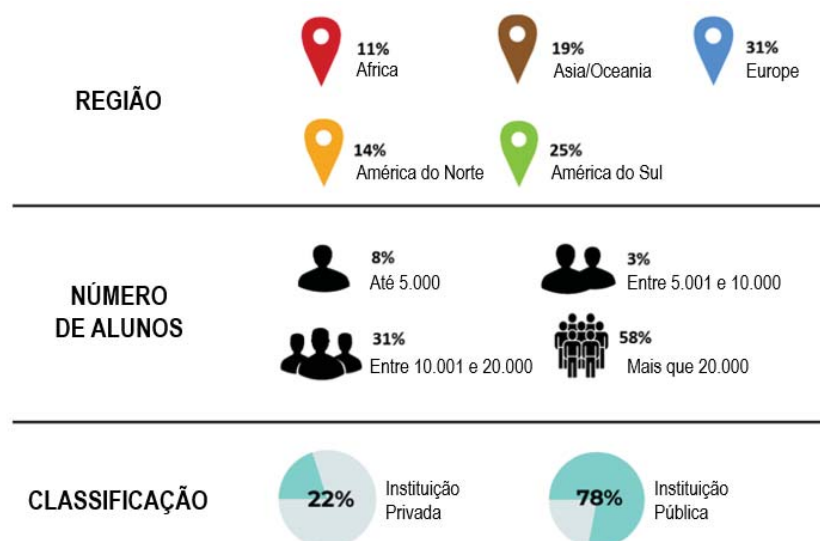 REGIÃO
11%
Africa
19%
Asia/Oceania
31%
Europe
14%
América do Norte
25%
América do Sul
NÚMERO
DE ALUNOS
8%
Até 5.000
3%
Entre 5.001 e 10.000
31%
Entre 10.001 e 20.000
58%
Mais que 20.000
CLASSIFICAÇÃO
22%
Instituição
Privada
78%
Instituição
Pública